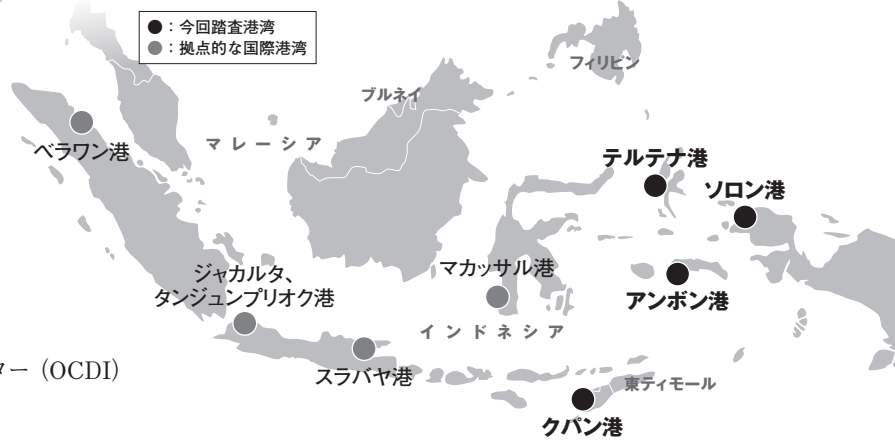 ●：今回踏査港湾
●：拠点的な国際港湾
フィリピン
ブルネイ
ベラワン港
マレーシア
テルテナ港
ソロン港
ジャカルタ、
タンジュンプリオク港
マカッサル港
アンボン港
インドネシア
ター (OCDI)
スラバヤ港
東ティモール
クパン港